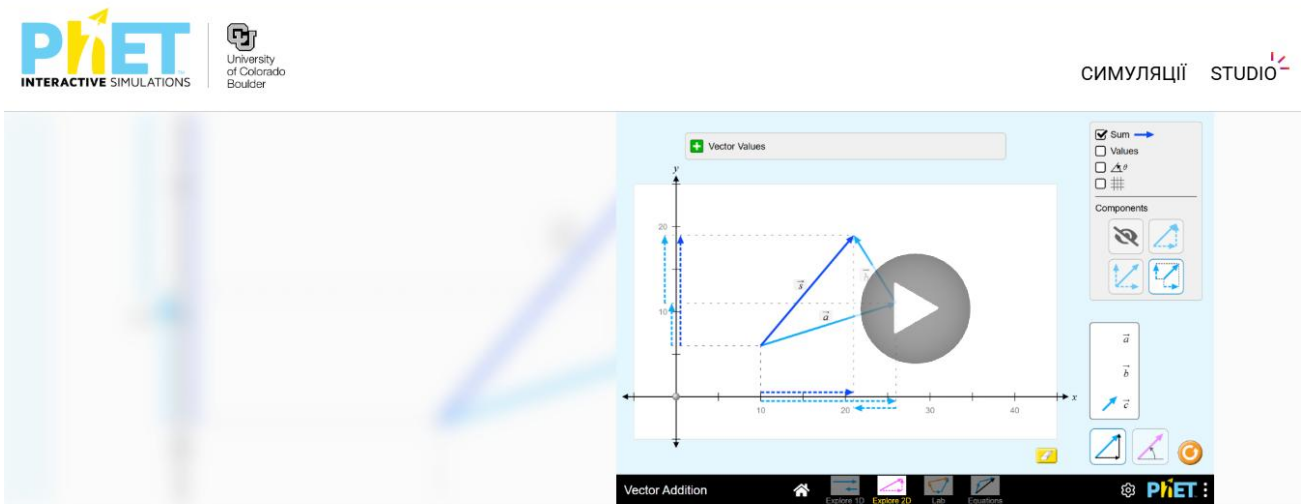 PhET
INTERACTIVE SIMULATIONS
University
of Colorado
Boulder
СИМУЛЯЦІЇ STUDIO
Vector Values
Sum
Values
θ
Components
y
20
10
s
a
b
10
20
30
40
x
a
b
c
Vector Addition
Explore 1D
Explore 2D
Lab
Equations
PhET